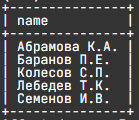 name
Абрамова К.А.
Баранов П.Е.
Колесов С.П.
Лебедев Т.К.
Семенов И.В.